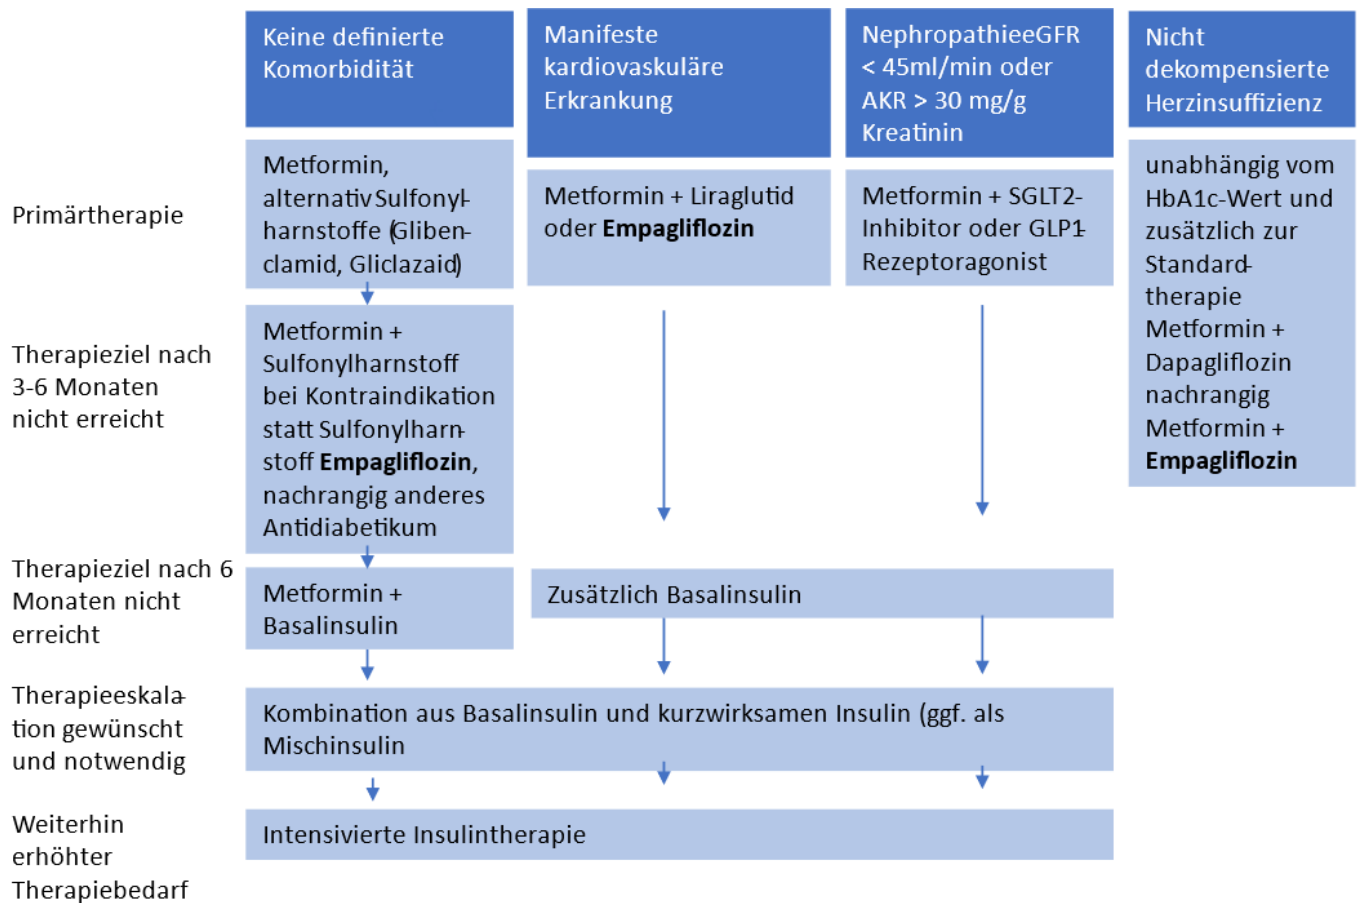 Keine definierte
Komorbidität
Manifeste
kardiovaskuläre
Erkrankung
NephropathieeGFR
< 45ml/min oder
AKR > 30 mg/g
Kreatinin
Nicht
dekompensierte
Herzinsuffizienz
Primärtherapie
Metformin,
alternativ Sulfonyl-
harnstoffe (Gliben-
clamid, Gliclazaid)
Metformin + Liraglutid
oder Empagliflozin
Metformin + SGLT2-
Inhibitor oder GLP1-
Rezeptoragonist
unabhängig vom
HbA1c-Wert und
zusätzlich zur
Standard-
therapie
Metformin +
Dapagliflozin
nachrangig
Metformin +
Empagliflozin
Therapieziel nach
3-6 Monaten
nicht erreicht
Metformin +
Sulfonylharnstoff
bei Kontraindikation
statt Sulfonylharn-
stoff Empagliflozin,
nachrangig anderes
Antidiabetikum
Therapieziel nach 6
Monaten nicht
erreicht
Metformin +
Basalinsulin
Zusätzlich Basalinsulin
Therapieeskala-
tion gewünscht
und notwendig
Kombination aus Basalinsulin und kurzwirksamen Insulin (ggf. als
Mischinsulin
Weiterhin
erhöhter
Therapiebedarf
Intensivierte Insulintherapie